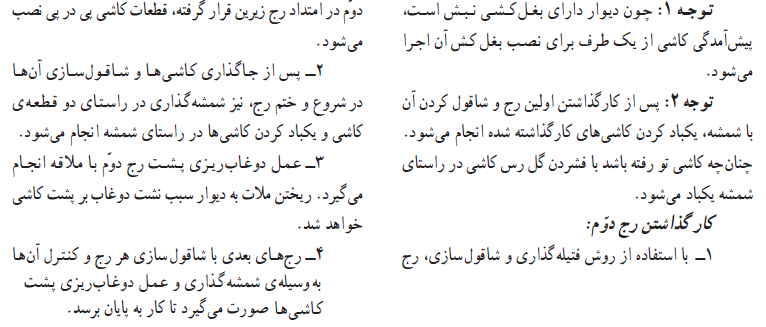 توجه ۱: چون دیوار دارای بغل‌کشی نبش است،
پیش‌آمدگی کاشی از یک طرف برای نصب بغل کش آن اجرا
می‌شود.
توجه ۲: پس از کارگذاشتن اولین رج و شاقول کردن آن
با شمشه، یکباد کردن کاشی‌های کارگذاشته شده انجام می‌شود.
چنان‌چه کاشی تو رفته باشد با فشردن گل رس کاشی در راستای
شمشه یکباد می‌شود.
کارگذاشتن رج دوّم:
۱ــ با استفاده از روش فتیله‌گذاری و شاقول‌سازی، رج
دوّم در امتداد رج زیرین قرار گرفته، قطعات کاشی پی در پی نصب
می‌شود.
۲ــ پس از جاگذاری کاشی‌ها و شاقول‌سازی آن‌ها
در شروع و ختم رج، نیز شمشه‌گذاری در راستای دو قطعه‌ی
کاشی و یکباد کردن کاشی‌ها در راستای شمشه انجام می‌شود.
۳ــ عمل دوغاب‌ریزی پشت رج دوّم با ملاقه انجام
می‌گیرد. ریختن ملات به دیوار سبب نشت دوغاب بر پشت کاشی
خواهد شد.
۴ــ رج‌های بعدی با شاقول‌سازی هر رج و کنترل آن‌ها
به وسیله‌ی شمشه‌گذاری و عمل دوغاب‌ریزی پشت
کاشی‌ها صورت می‌گیرد تا کار به پایان برسد.